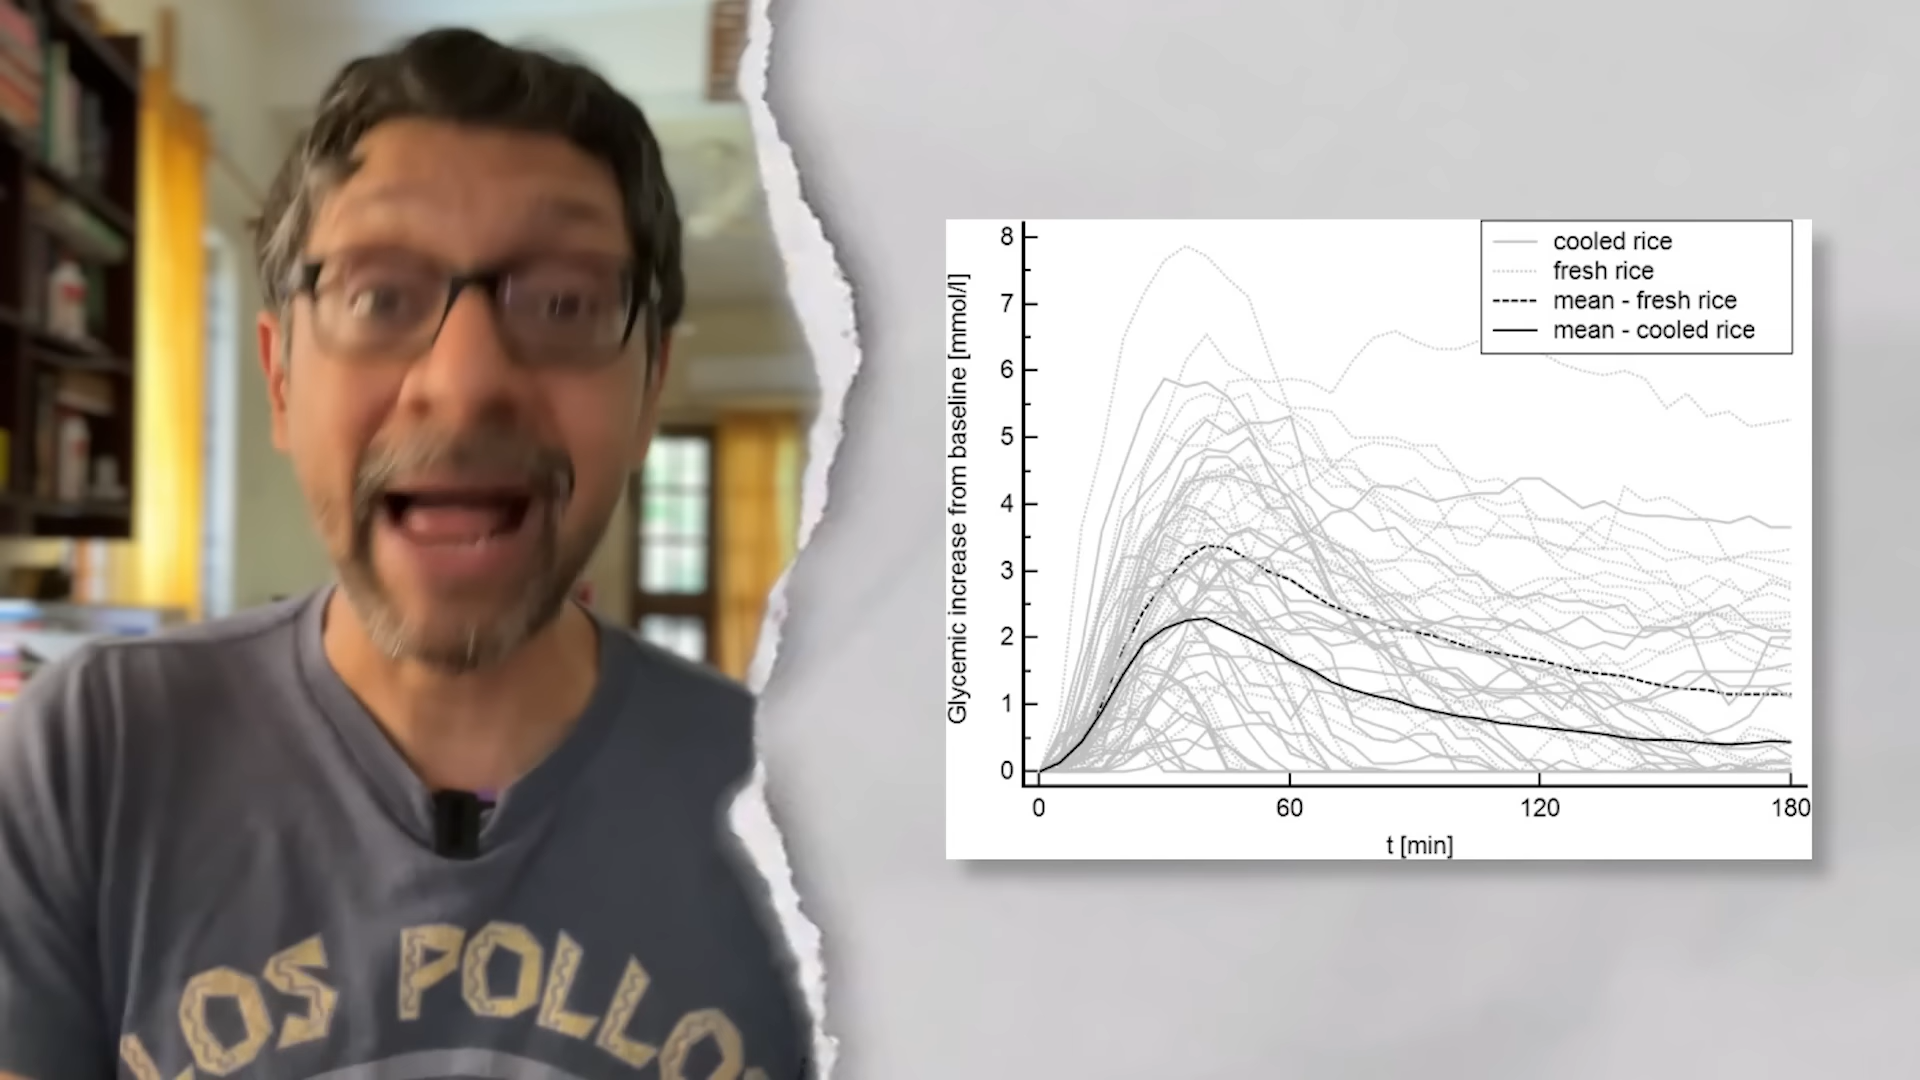 LOS POLLOS
8
7
6
5
4
3
2
1
0
Glycemic increase from baseline [mmol/l]
cooled rice
fresh rice
mean - fresh rice
mean - cooled rice
0 60 120 180
t [min]